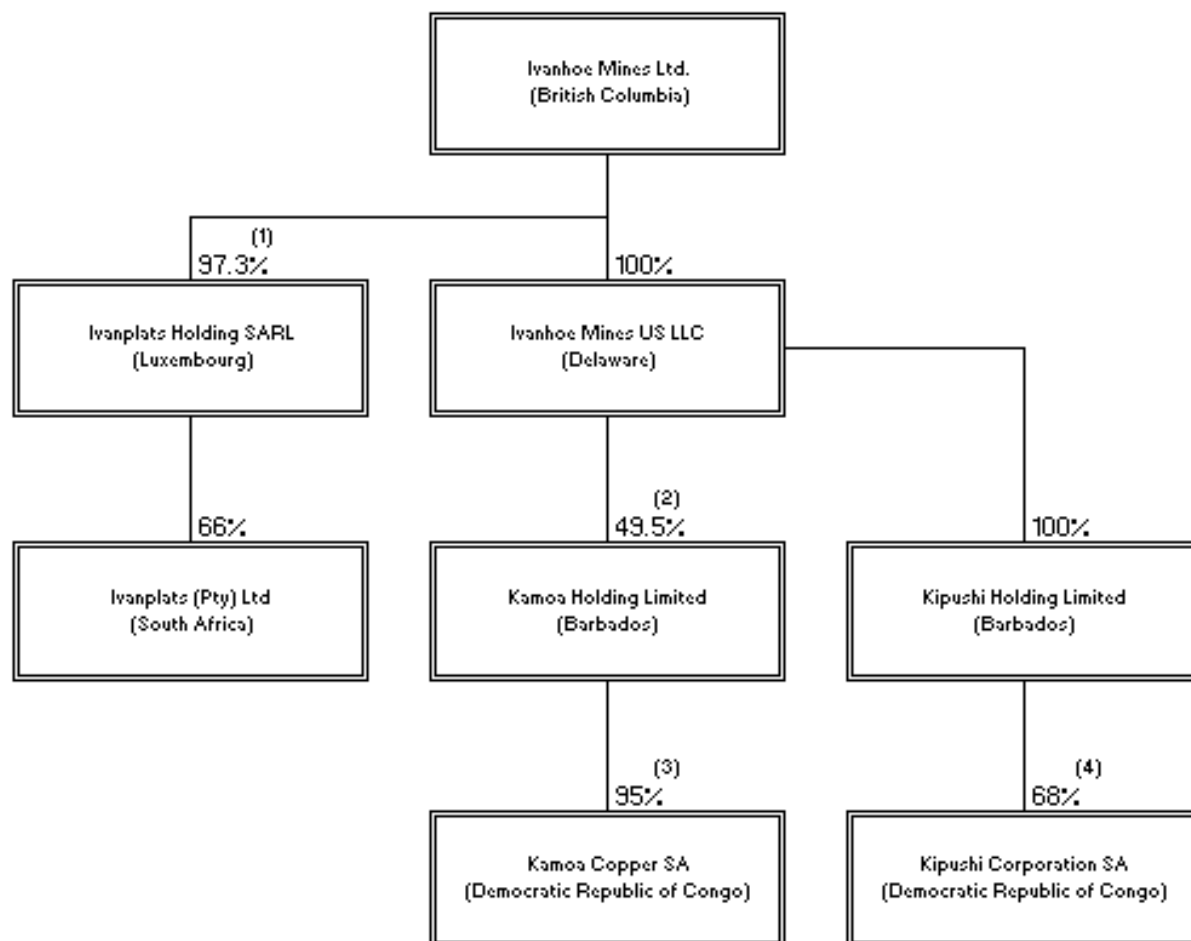 Ivanhoe Mines Ltd.
(British Columbia)
(1)
97.3%
100%
Ivanplats Holding SARL
(Luxembourg)
Ivanhoe Mines US LLC
(Delaware)
(2)
66%
49.5%
100%
Ivanplats (Pty) Ltd
(South Africa)
Kamoa Holding Limited
(Barbados)
Kipushi Holding Limited
(Barbados)
(3)
95%
(4)
68%
Kamoa Copper SA
(Democratic Republic of Congo)
Kipushi Corporation SA
(Democratic Republic of Congo)